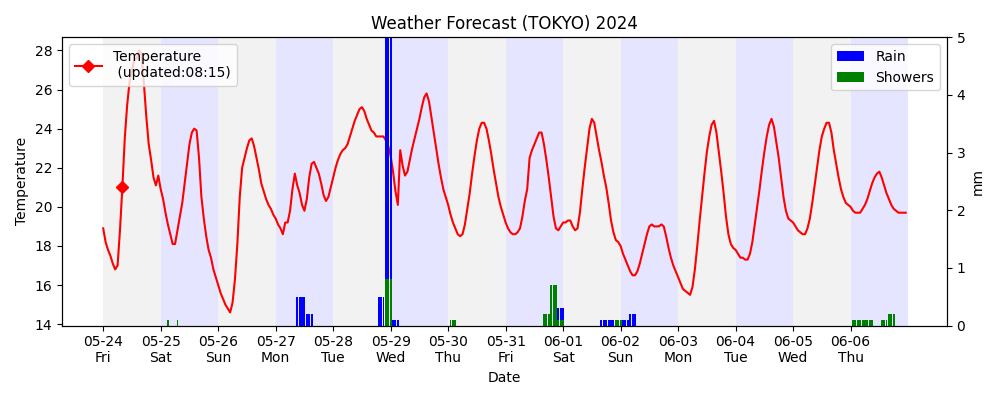 Weather Forecast (TOKYO) 2024
Temperature
(updated:08:15)
Rain
Showers
28
26
24
22
20
18
16
14
Temperature
5
4
3
2
1
0
mm
05-24 05-25 05-26 05-27 05-28 05-29 05-30 05-31 06-01 06-02 06-03 06-04 06-05 06-06
Fri Sat Sun Mon Tue Wed Thu Fri Sat Sun Mon Tue Wed Thu
Date